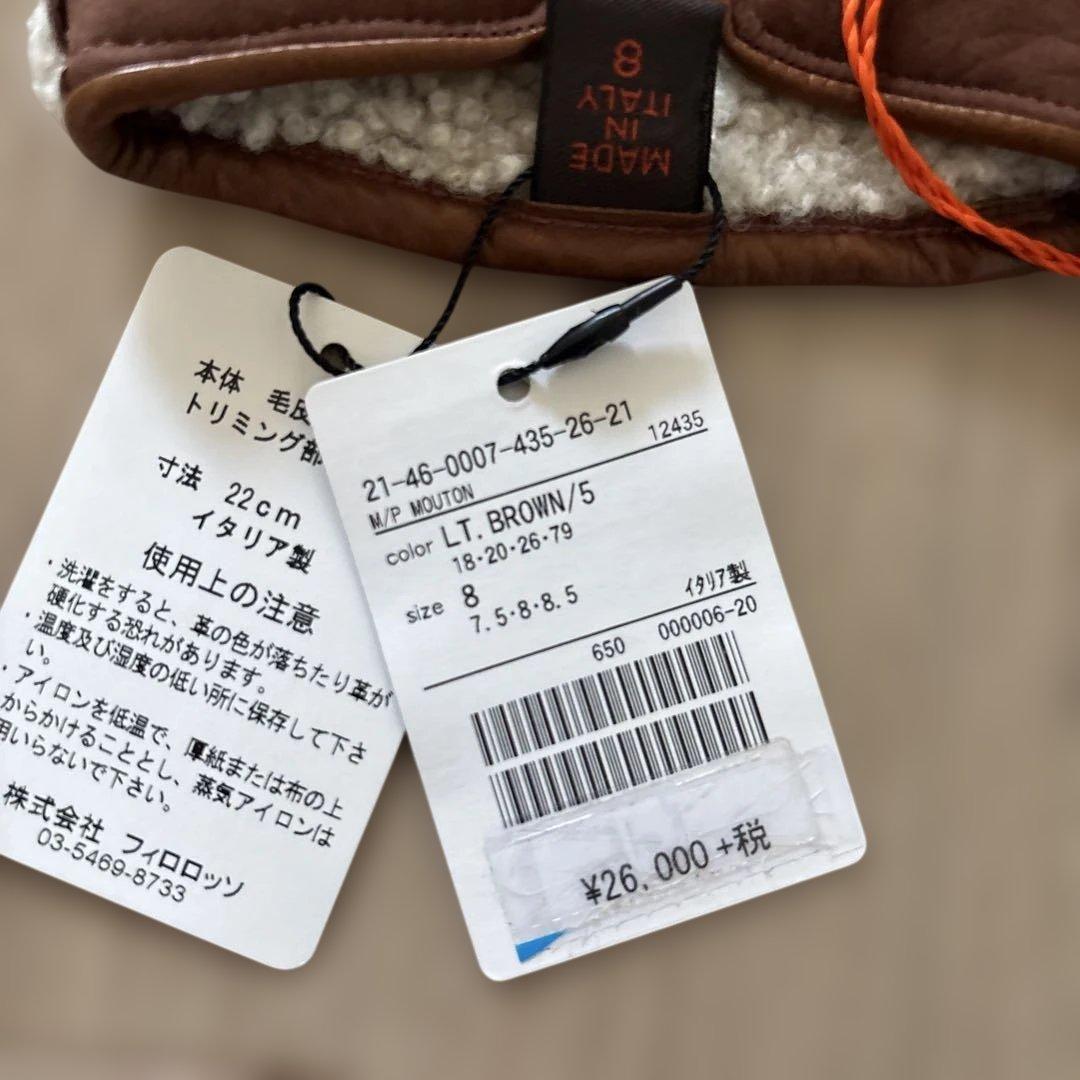 8
MADE
IN
ITALY
本体 毛皮
トリミング部
寸法 22cm
イタリア製
使用上の注意
・洗濯をすると、革の色が落ちたり革が
硬化する恐れがあります。
・温度及び湿度の低い所に保存して下さ
い。
・アイロンを低温で、厚紙または布の上
からかけることとし、蒸気アイロンは
用いらないで下さい。
株式会社 フィロロッソ
03-5469-8733
21-46-0007-435-26-21
M/P MOUTON 12435
color LT. BROWN/5
18・20・26・79
size 8
7.5・8・8.5
イタリア製
650 000006-20
¥26,000+税